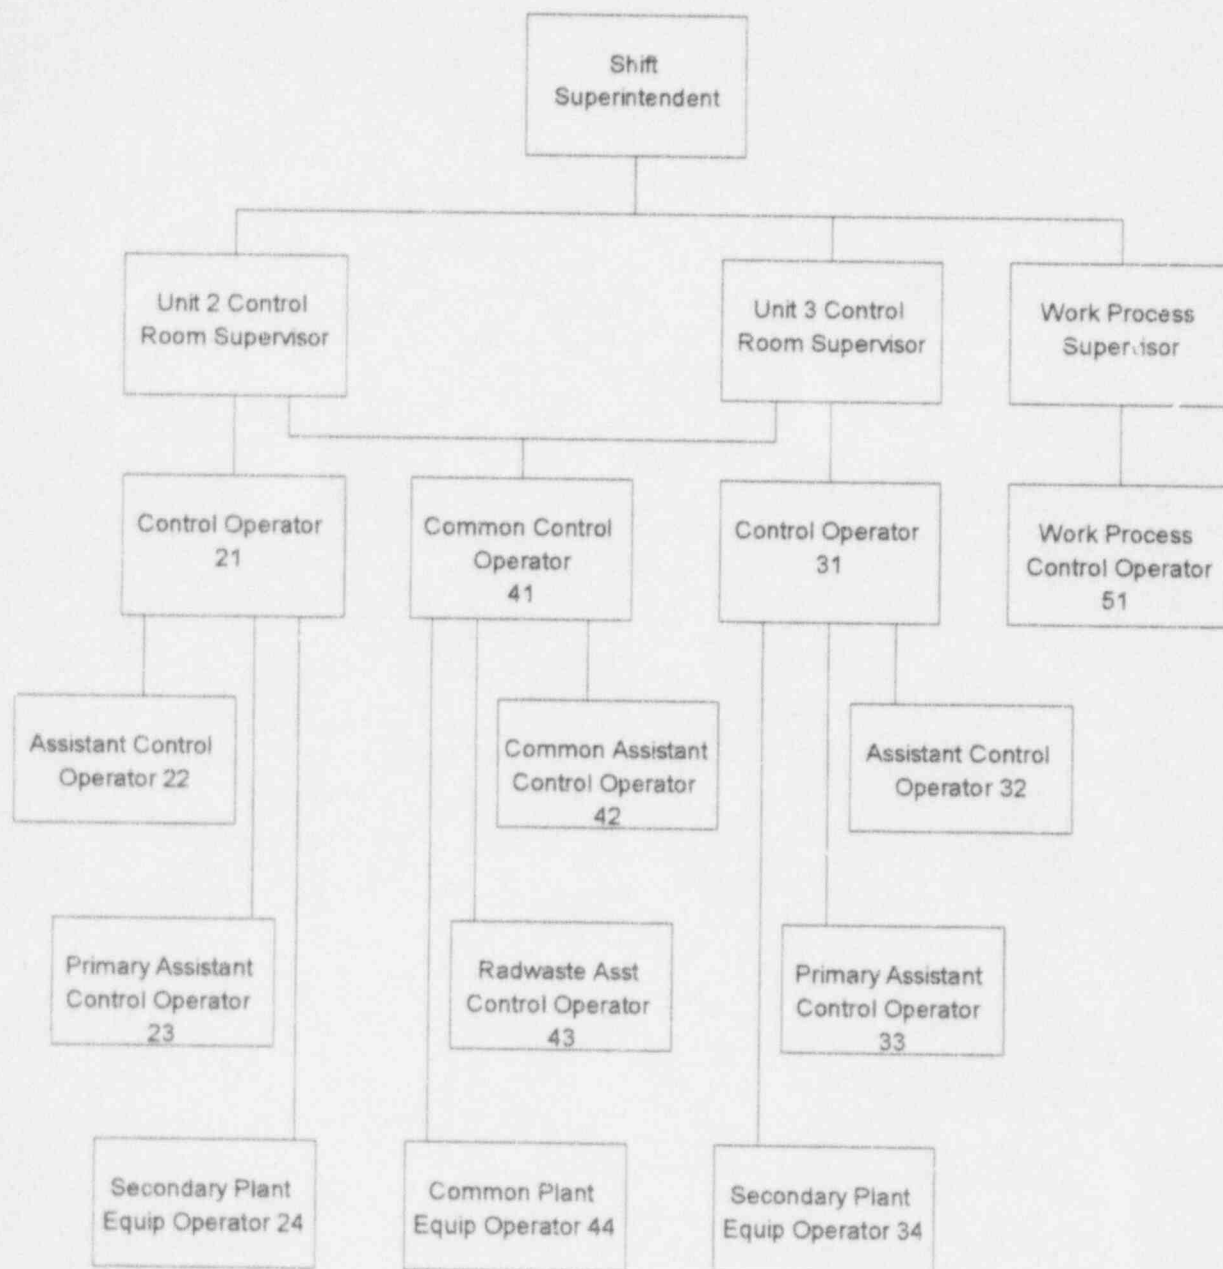 Shift
Superintendent
Unit 2 Control
Room Supervisor
Unit 3 Control
Room Supervisor
Work Process
Supervisor
Control Operator
21
Common Control
Operator
41
Control Operator
31
Work Process
Control Operator
51
Assistant Control
Operator 22
Common Assistant
Control Operator
42
Assistant Control
Operator 32
Primary Assistant
Control Operator
23
Radwaste Asst
Control Operator
43
Primary Assistant
Control Operator
33
Secondary Plant
Equip Operator 24
Common Plant
Equip Operator 44
Secondary Plant
Equip Operator 34